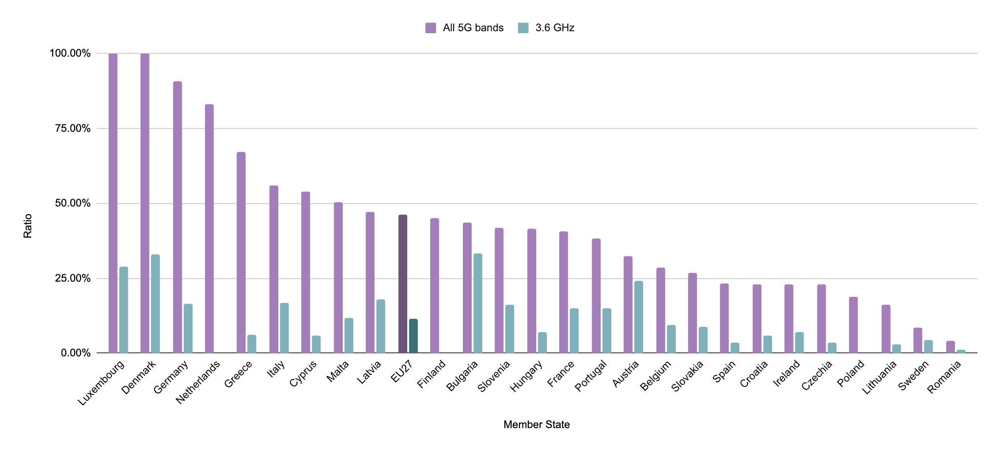 All 5G bands
3.6 GHz
100.00%
75.00%
50.00%
25.00%
0.00%
Ratio
Luxembourg
Denmark
Germany
Netherlands
Greece
Italy
Cyprus
Malta
Latvia
EU27
Finland
Bulgaria
Slovenia
Hungary
France
Portugal
Austria
Belgium
Slovakia
Spain
Croatia
Ireland
Czechia
Poland
Lithuania
Sweden
Romania
Member State